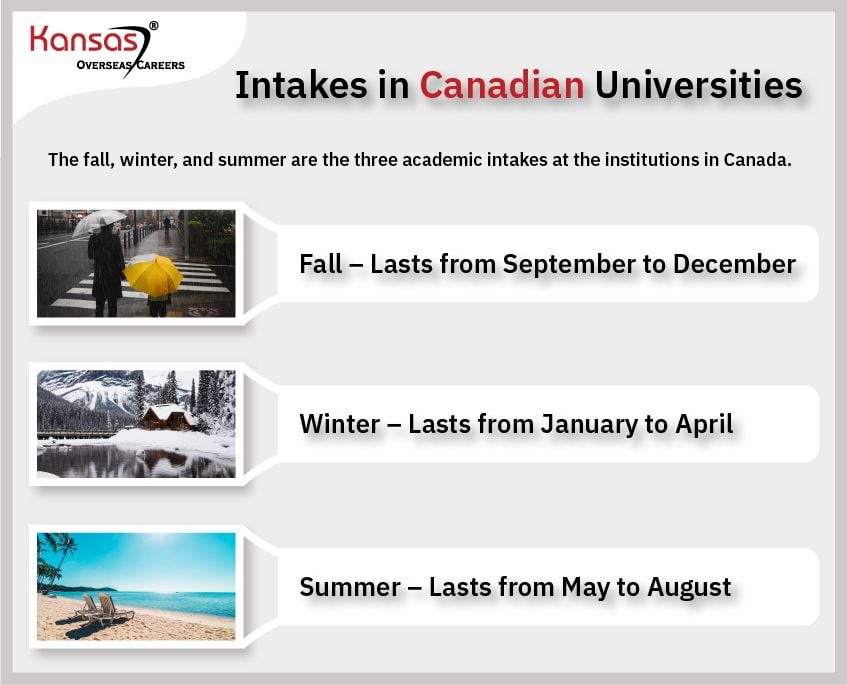 Kansas®
OVERSEAS CAREERS
Intakes in Canadian Universities
The fall, winter, and summer are the three academic intakes at the institutions in Canada.
Fall – Lasts from September to December
Winter – Lasts from January to April
Summer – Lasts from May to August